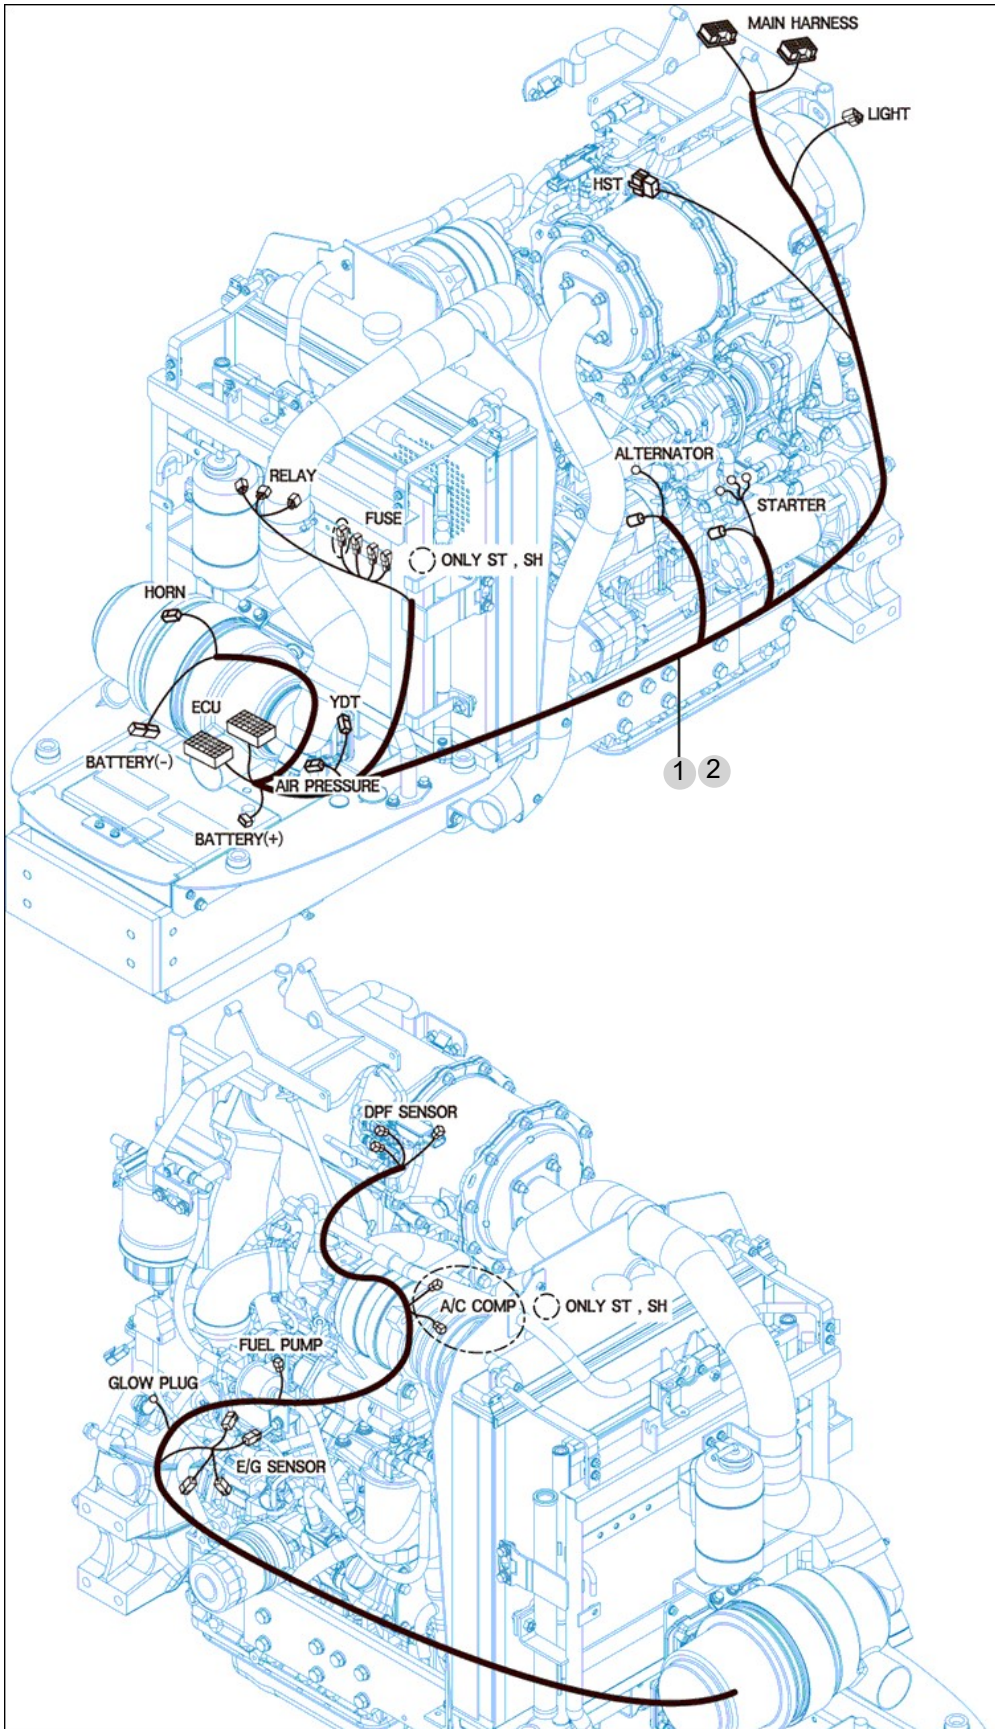 MAIN HARNESS
LIGHT
HST
ALTERNATOR
RELAY
STARTER
FUSE
ONLY ST , SH
HORN
YDT
ECU
BATTERY(-)
1 2
AIR PRESSURE
BATTERY(+)
DPF SENSOR
A/C COMP
ONLY ST , SH
FUEL PUMP
GLOW PLUG
E/G SENSOR